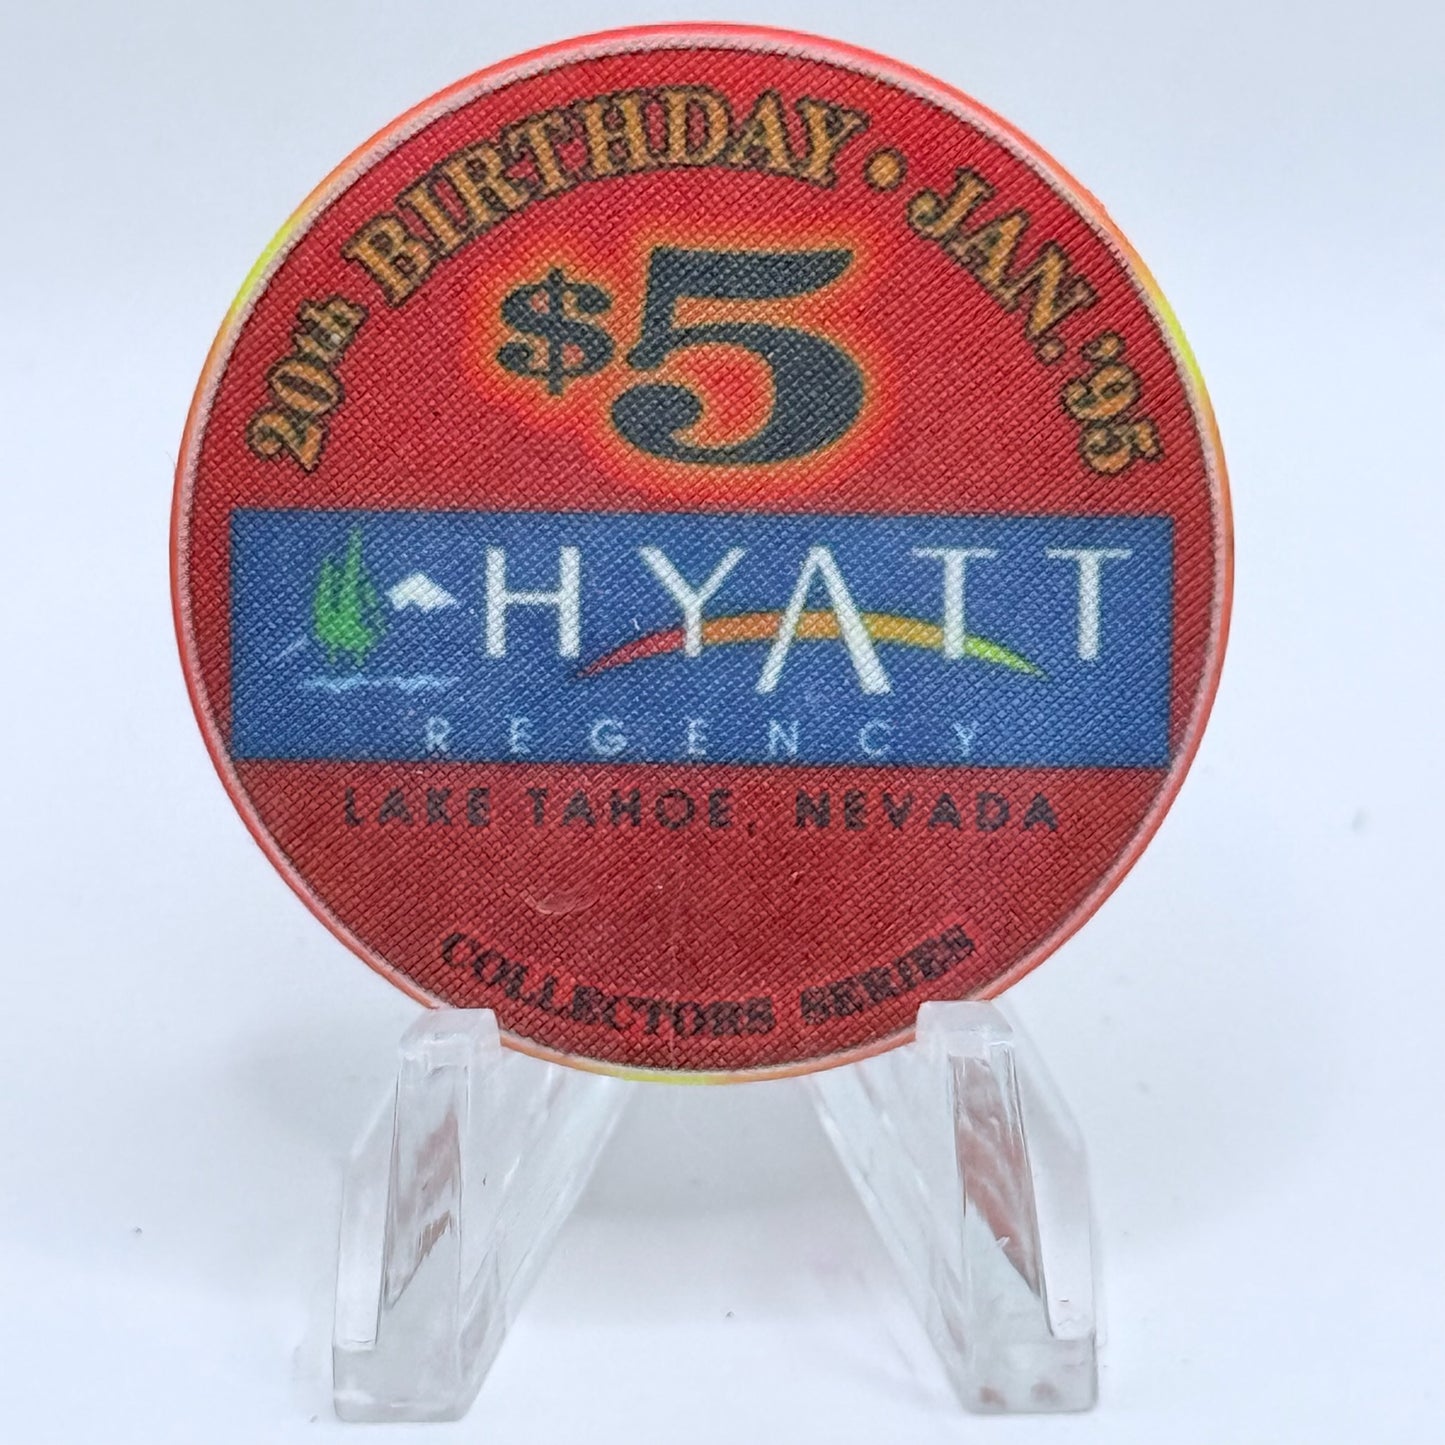 20th BIRTHDAY • JAN. '95
$5
HYATT
REGENCY
LAKE TAHOE, NEVADA
COLLECTORS SERIES